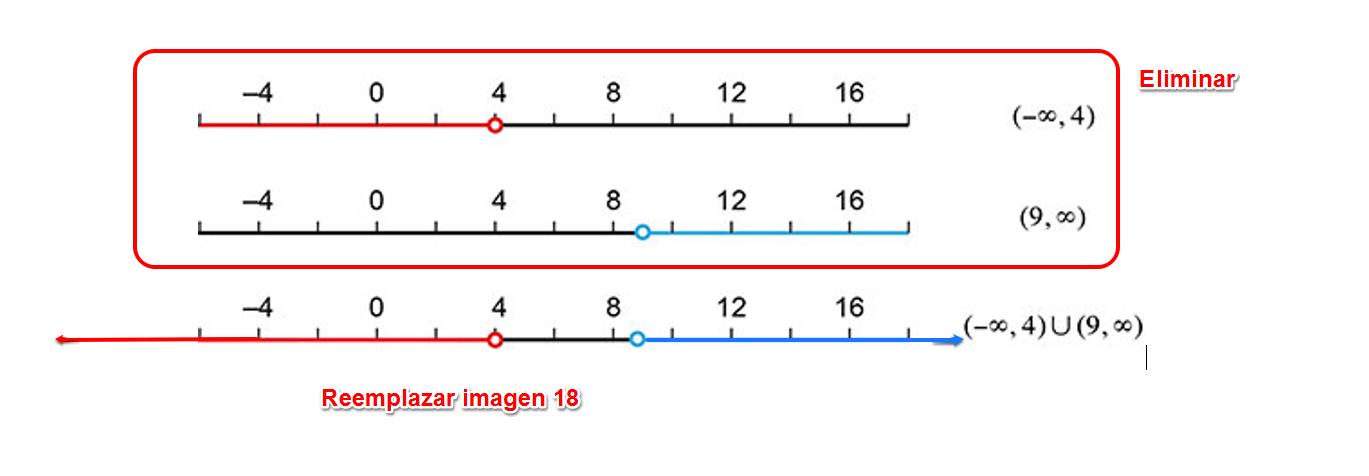 Eliminar
–4 0 4 8 12 16
(–∞, 4)
–4 0 4 8 12 16
(9, ∞)
–4 0 4 8 12 16
(–∞, 4)∪(9, ∞)
Reemplazar imagen 18